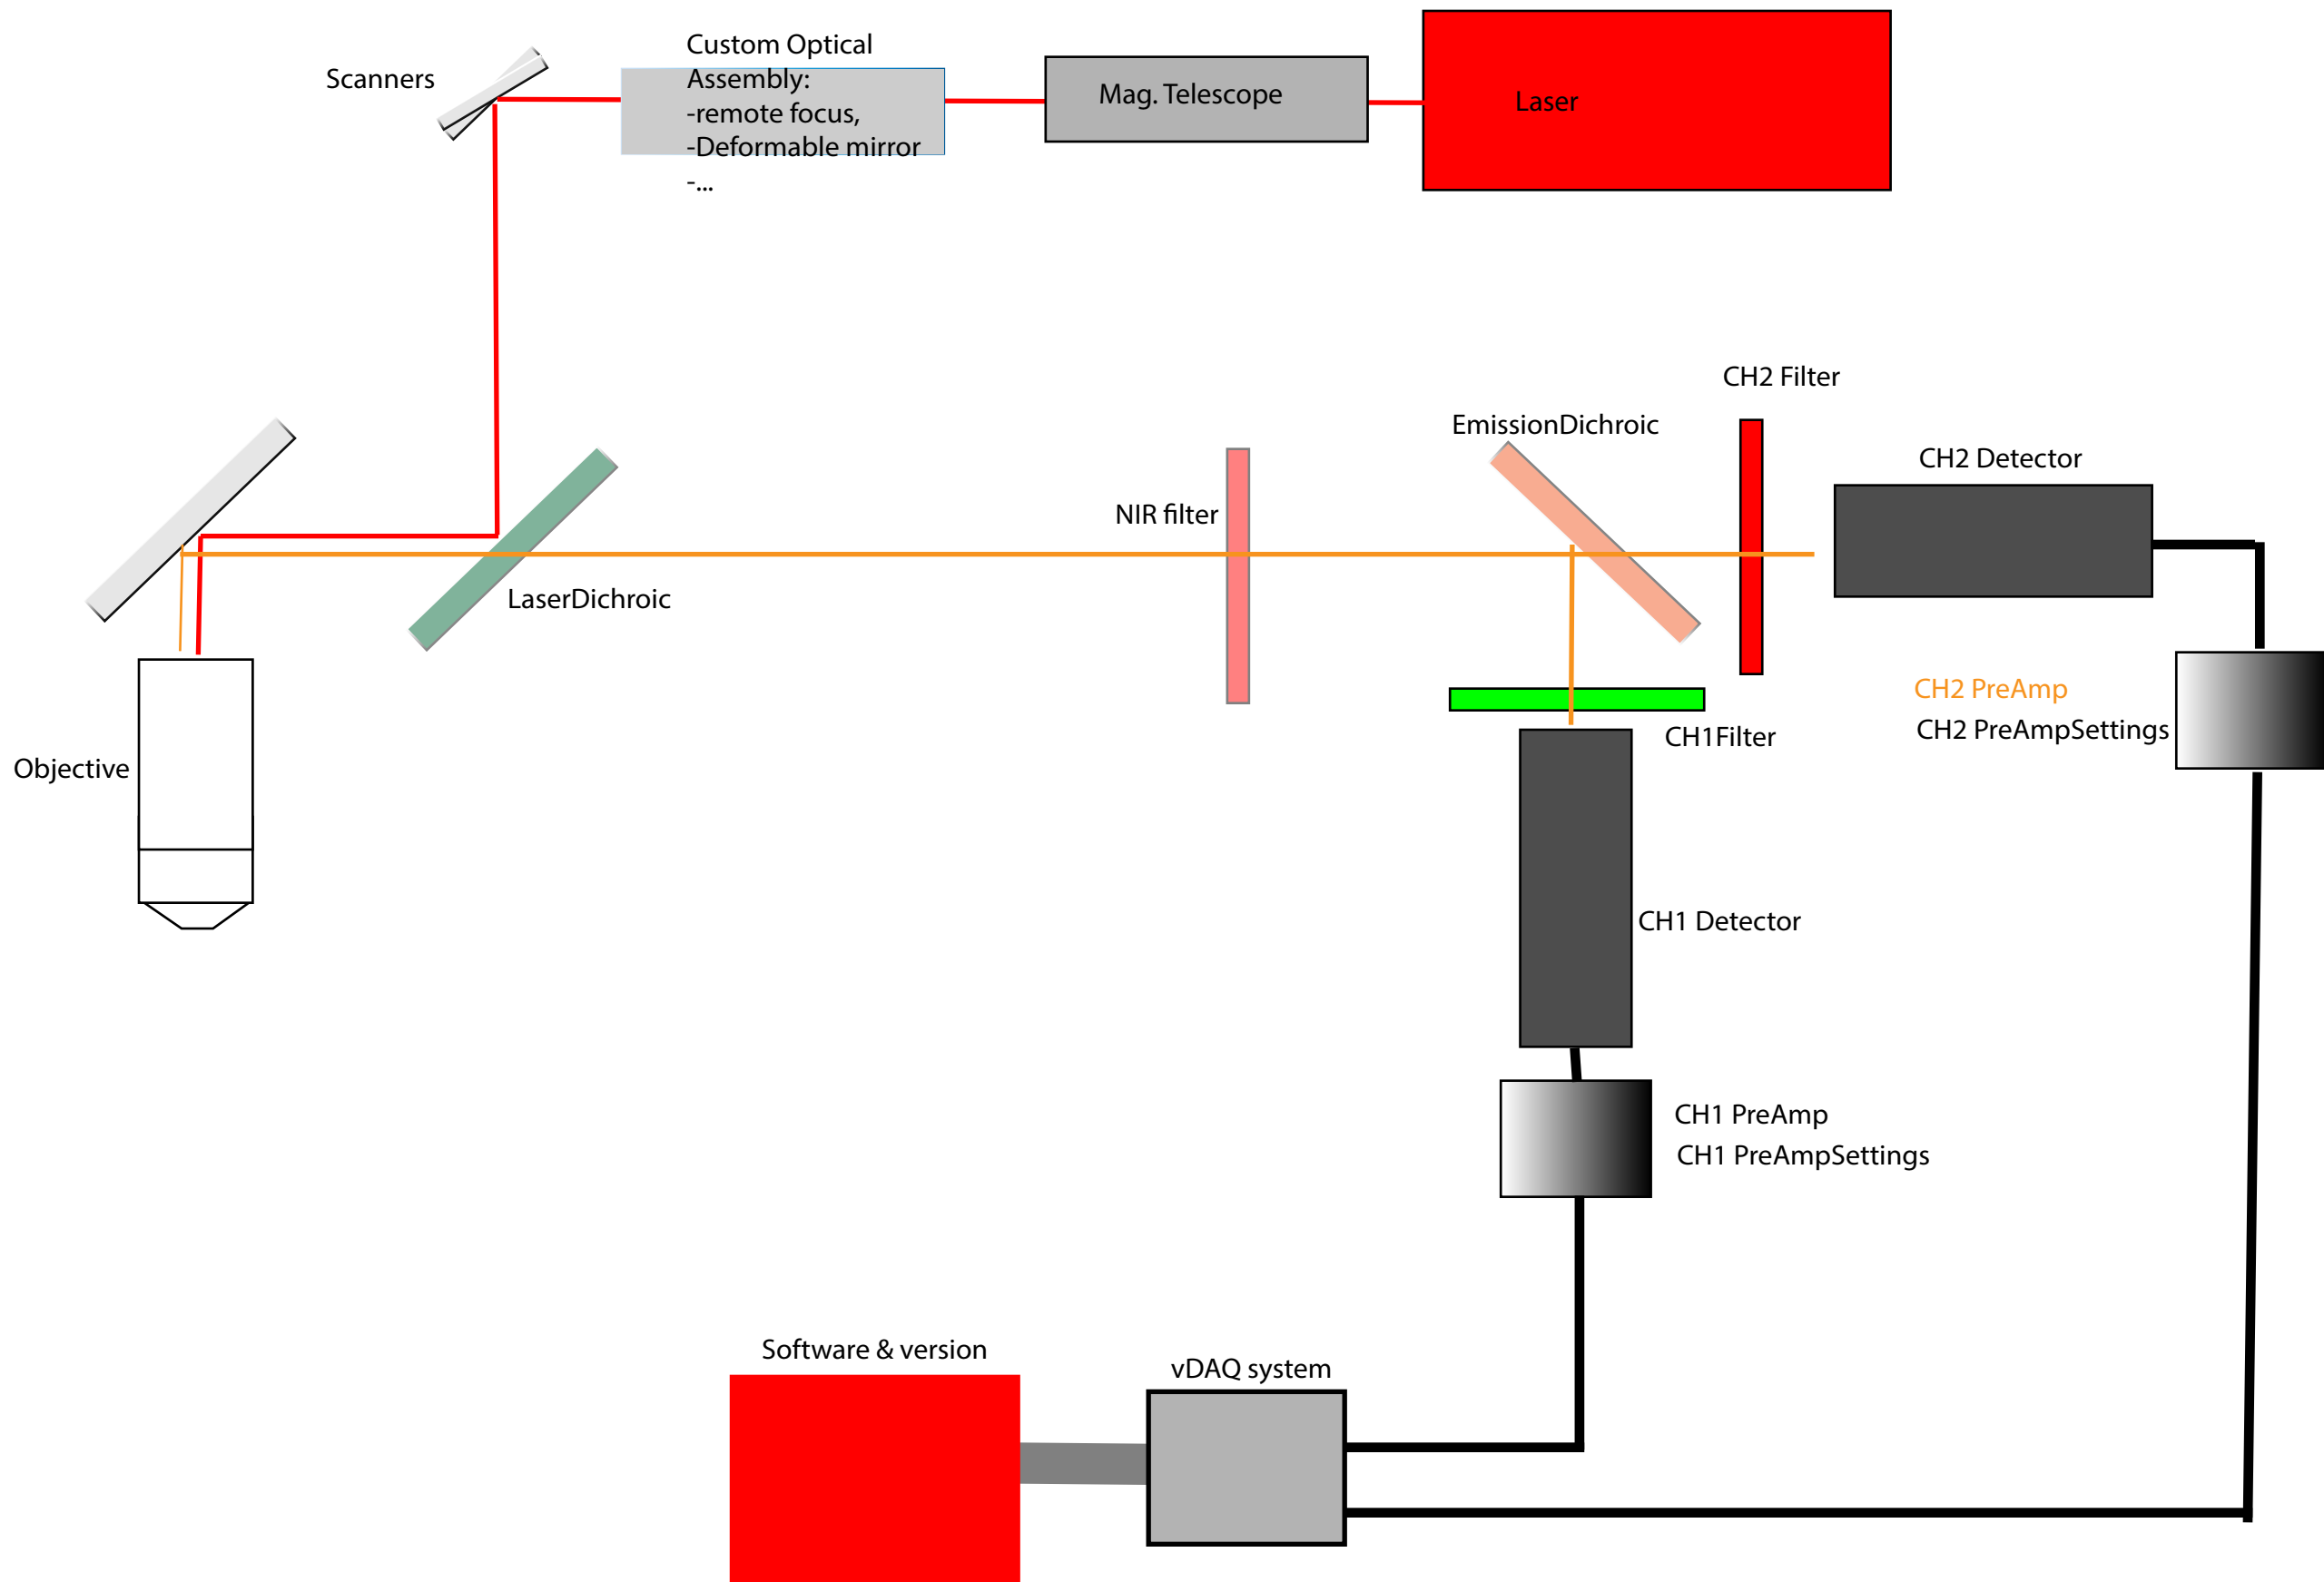 Custom Optical
Scanners
Assembly:
-remote focus,
-Deformable mirror
-...
Mag. Telescope
Laser
CH2 Filter
EmissionDichroic
CH2 Detector
NIR filter
LaserDichroic
CH2 PreAmp
CH2 PreAmpSettings
CH1Filter
Objective
CH1 Detector
CH1 PreAmp
CH1 PreAmpSettings
Software & version
vDAQ system